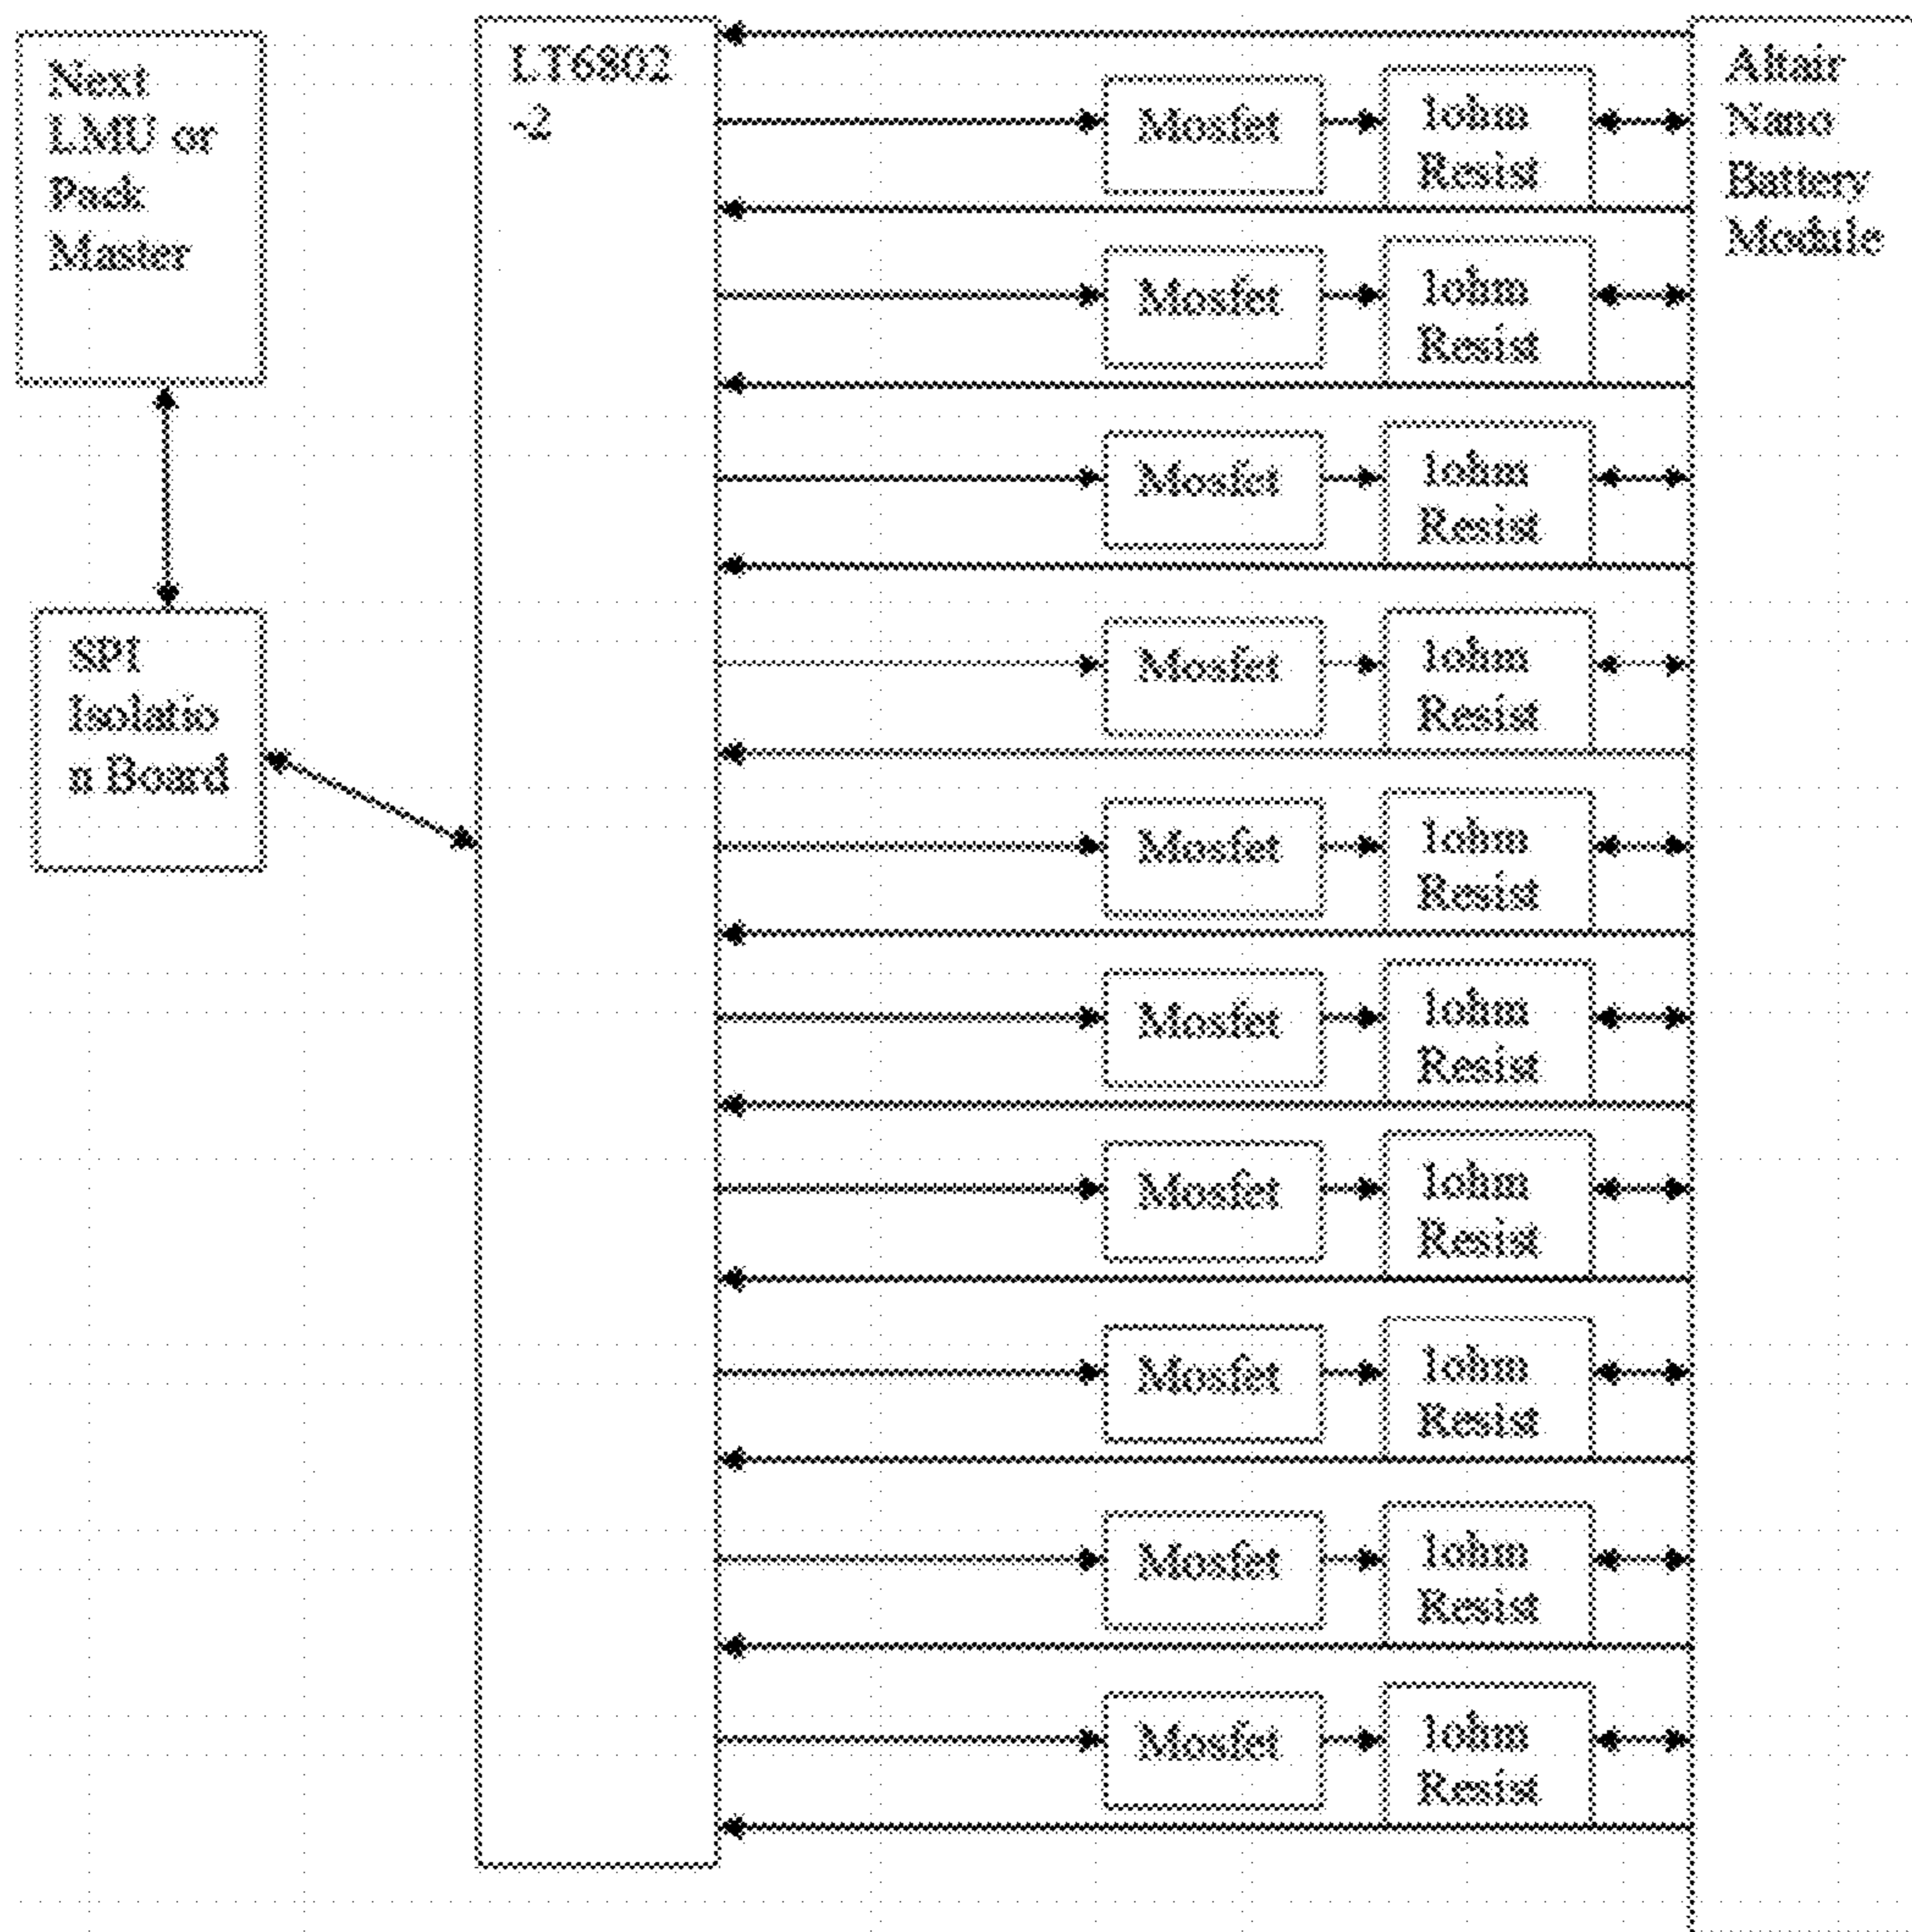 Next
LMU or
Pack
Master
LT6802
-2
Mosfet
1ohm
Resist
Altair
Nano
Battery
Module
Mosfet
1ohm
Resist
Mosfet
1ohm
Resist
SPI
Isolatio
n Board
Mosfet
1ohm
Resist
Mosfet
1ohm
Resist
Mosfet
1ohm
Resist
Mosfet
1ohm
Resist
Mosfet
1ohm
Resist
Mosfet
1ohm
Resist
Mosfet
1ohm
Resist